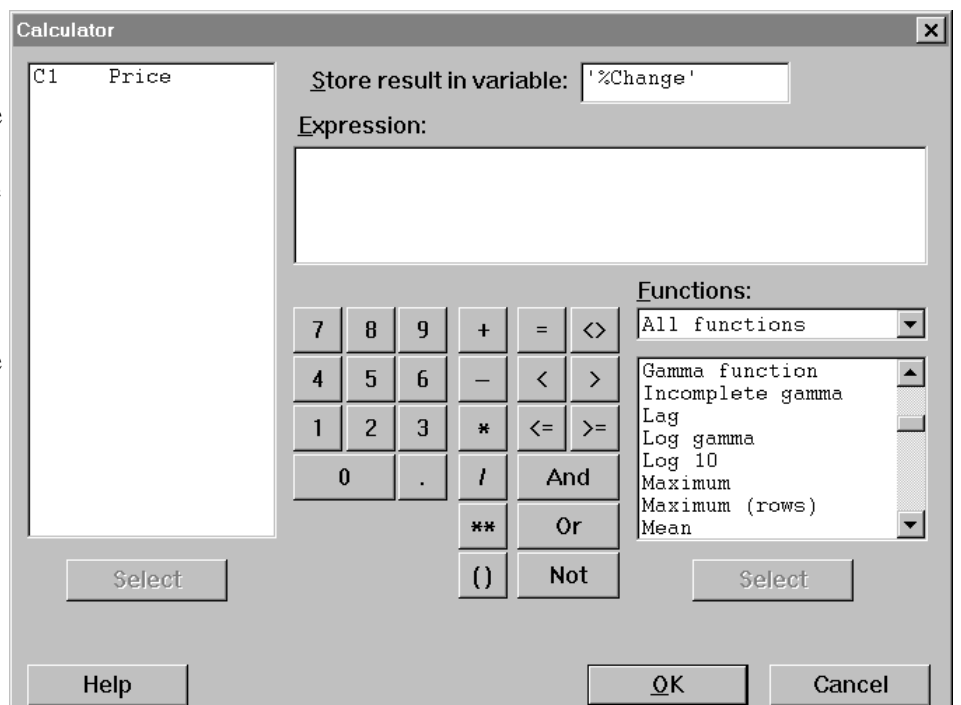 Calculator
C1 Price
Store result in variable: '%Change'
Expression:
Functions:
All functions
7 8 9 + = <>
4 5 6 – < >
1 2 3 * <= >=
0 . / And
** Or
() Not
Gamma function
Incomplete gamma
Lag
Log gamma
Log 10
Maximum
Maximum (rows)
Mean
Select
Select
Help
OK
Cancel